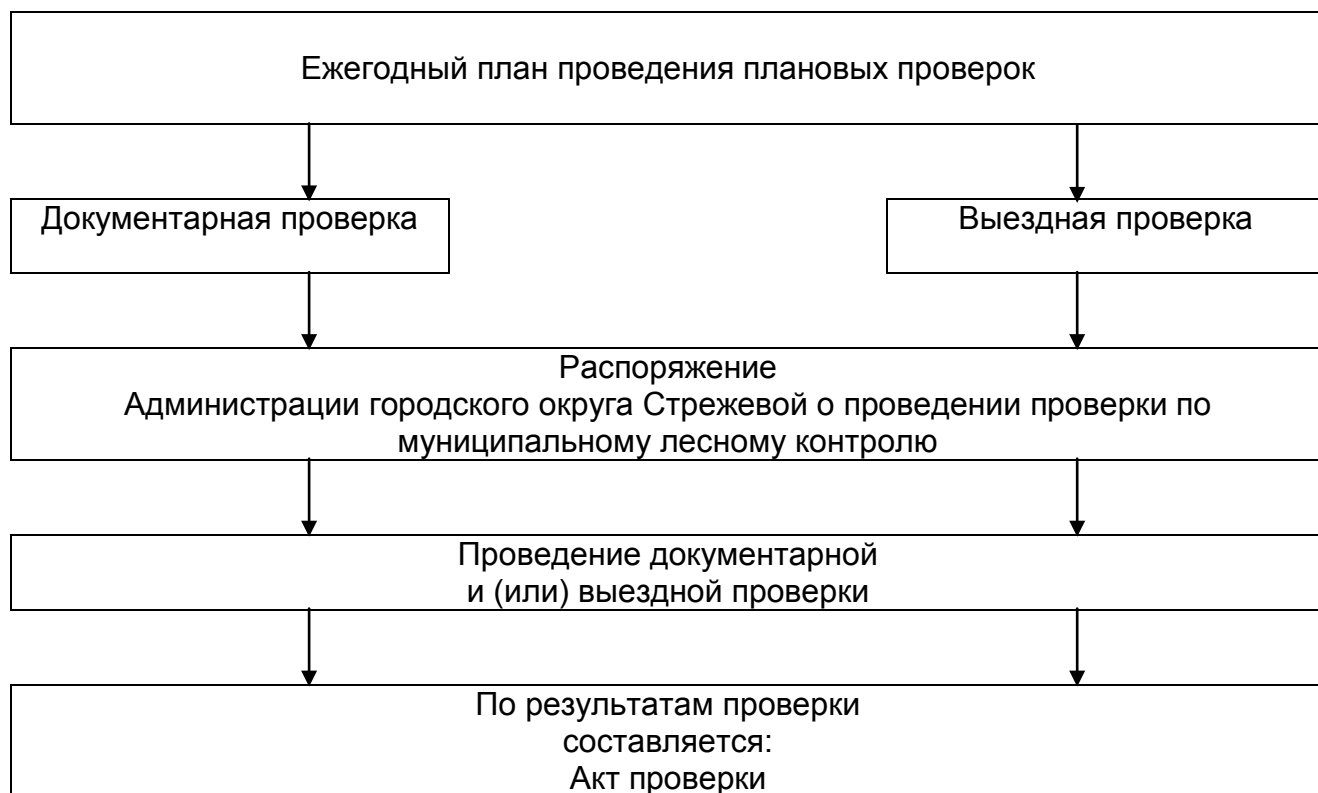 Ежегодный план проведения плановых проверок
Документарная проверка
Выездная проверка
Распоряжение
Администрации городского округа Стрежевой о проведении проверки по
муниципальному лесному контролю
Проведение документарной
и (или) выездной проверки
По результатам проверки
составляется:
Акт проверки